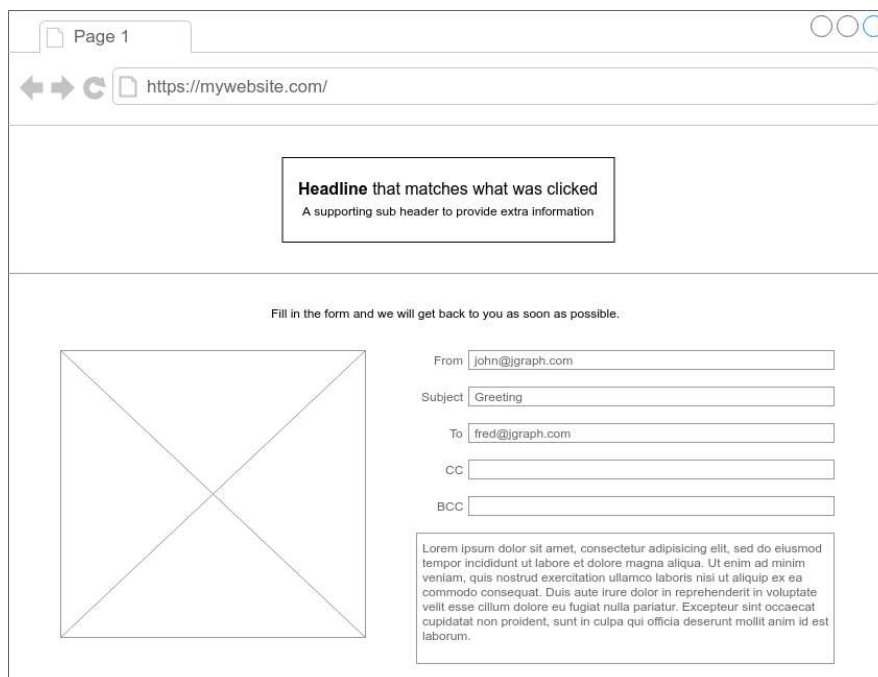 Page 1
https://mywebsite.com/
Headline that matches what was clicked
A supporting sub header to provide extra information
Fill in the form and we will get back to you as soon as possible.
From john@jgraph.com
Subject Greeting
To fred@jgraph.com
CC
BCC
Lorem ipsum dolor sit amet, consectetur adipisicing elit, sed do eiusmod
tempor incididunt ut labore et dolore magna aliqua. Ut enim ad minim
veniam, quis nostrud exercitation ullamco laboris nisi ut aliquip ex ea
commodo consequat. Duis aute irure dolor in reprehenderit in voluptate
velit esse cillum dolore eu fugiat nulla pariatur. Excepteur sint occaecat
cupidatat non proident, sunt in culpa qui officia deserunt mollit anim id est
laborum.